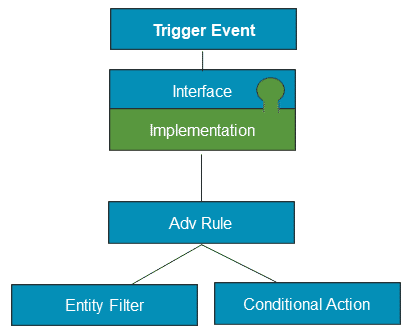 Trigger Event
Interface
Implementation
Adv Rule
Entity Filter
Conditional Action